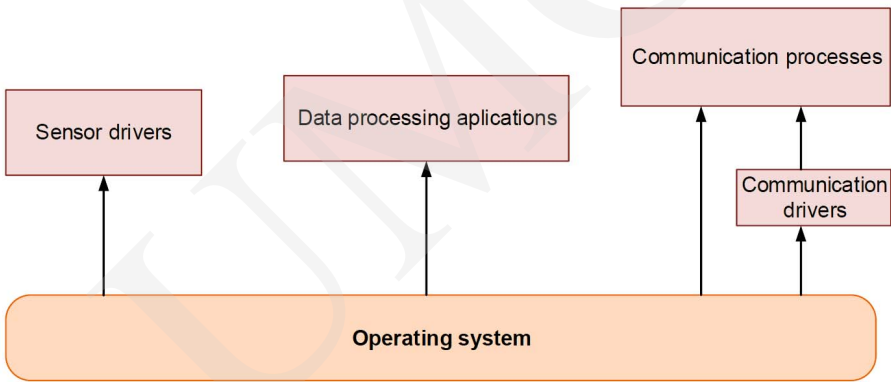 Communication processes
Sensor drivers
Data processing aplications
Communication
drivers
Operating system